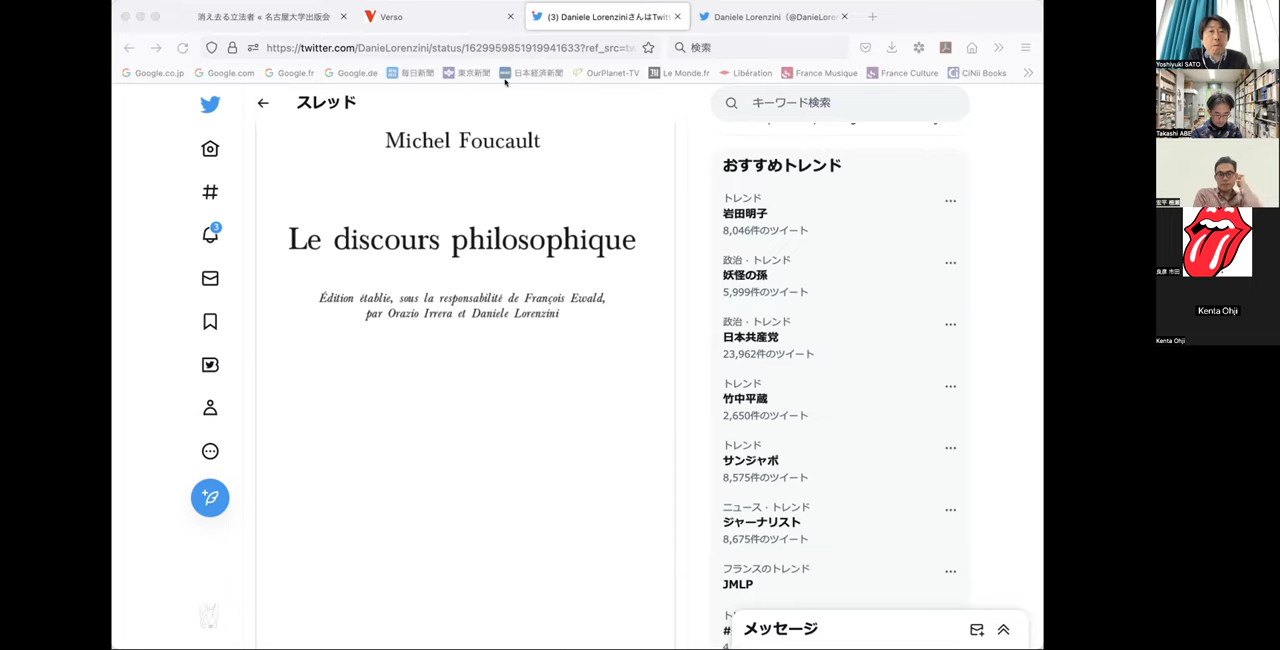 消え去る立法者 « 名古屋大学出版会
Verso
(3) Daniele LorenziniさんはTwit
Daniele Lorenzini（@DanieLoren
https://twitter.com/DanieLorenzini/status/1629959851919941633?ref_src=tw
検索
Google.co.jp
Google.com
Google.fr
Google.de
毎日新聞
東京新聞
日本経済新聞
OurPlanet-TV
Le Monde.fr
Libération
France Musique
France Culture
CiNii Books
スレッド
キーワード検索
3
Michel Foucault
Le discours philosophique
Édition établie, sous la responsabilité de François Ewald,
par Orazio Irrera et Daniele Lorenzini
おすすめトレンド
トレンド
岩田明子
8,046件のツイート
政治・トレンド
妖怪の孫
5,999件のツイート
政治・トレンド
日本共産党
23,962件のツイート
トレンド
竹中平蔵
2,650件のツイート
トレンド
サンジャポ
8,575件のツイート
ニュース・トレンド
ジャーナリスト
8,675件のツイート
フランスのトレンド
JMLP
#
メッセージ
Yoshiyuki SATO
Takashi ABE
良彦 市田
Kenta Ohji
Kenta Ohji